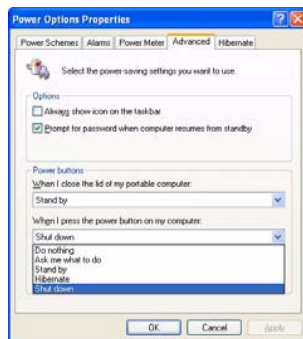 Power Options Properties
Power Schemes Alarms Power Meter Advanced Hibernate
Select the power-saving settings you want to use.
Options
Always show icon on the taskbar
Prompt for password when computer resumes from standby
Power buttons
When I close the lid of my portable computer:
Stand by
When I press the power button on my computer:
Shut down
Do nothing
Ask me what to do
Stand by
Hibernate
Shut down
OK Cancel Apply